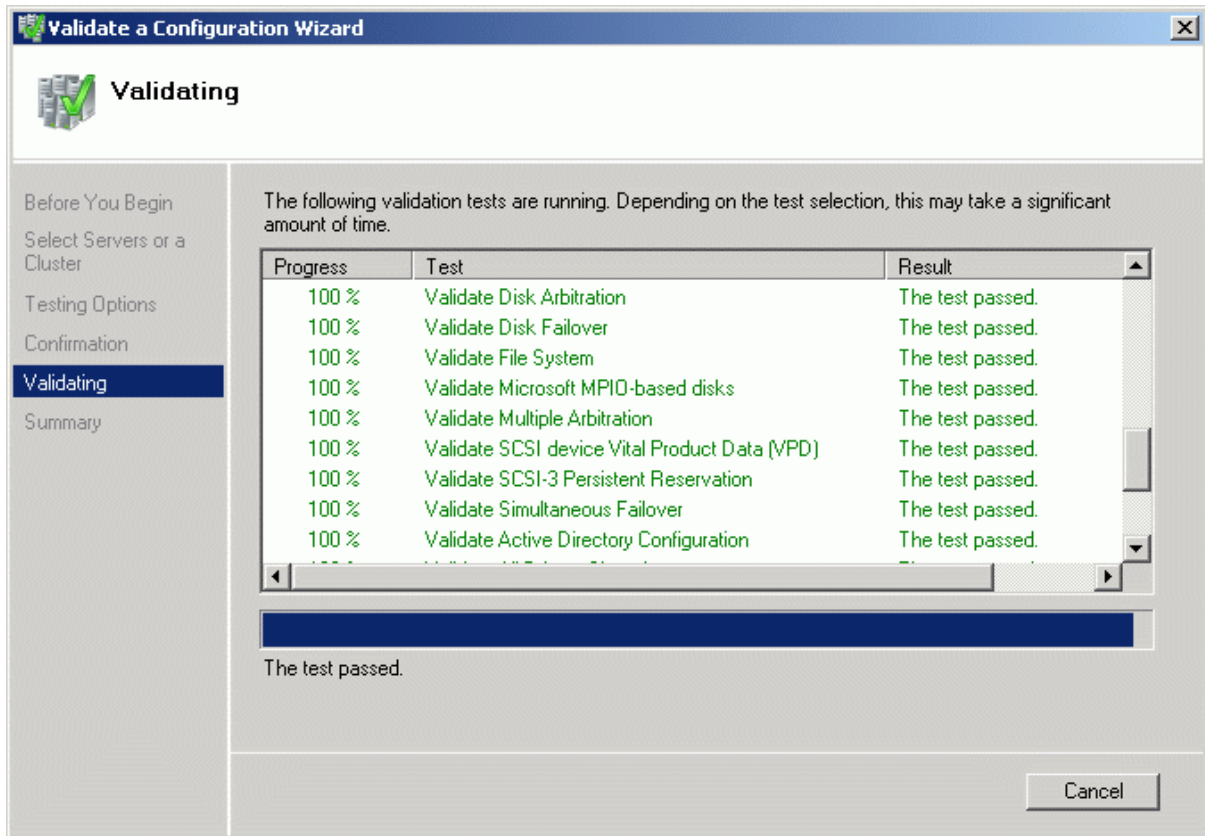 Validate a Configuration Wizard
Validating
Before You Begin
Select Servers or a
Cluster
Testing Options
Confirmation
Validating
Summary
The following validation tests are running. Depending on the test selection, this may take a significant
amount of time.
Progress Test Result
100 % Validate Disk Arbitration The test passed.
100 % Validate Disk Failover The test passed.
100 % Validate File System The test passed.
100 % Validate Microsoft MPIO-based disks The test passed.
100 % Validate Multiple Arbitration The test passed.
100 % Validate SCSI device Vital Product Data (VPD) The test passed.
100 % Validate SCSI-3 Persistent Reservation The test passed.
100 % Validate Simultaneous Failover The test passed.
100 % Validate Active Directory Configuration The test passed.
The test passed.
Cancel